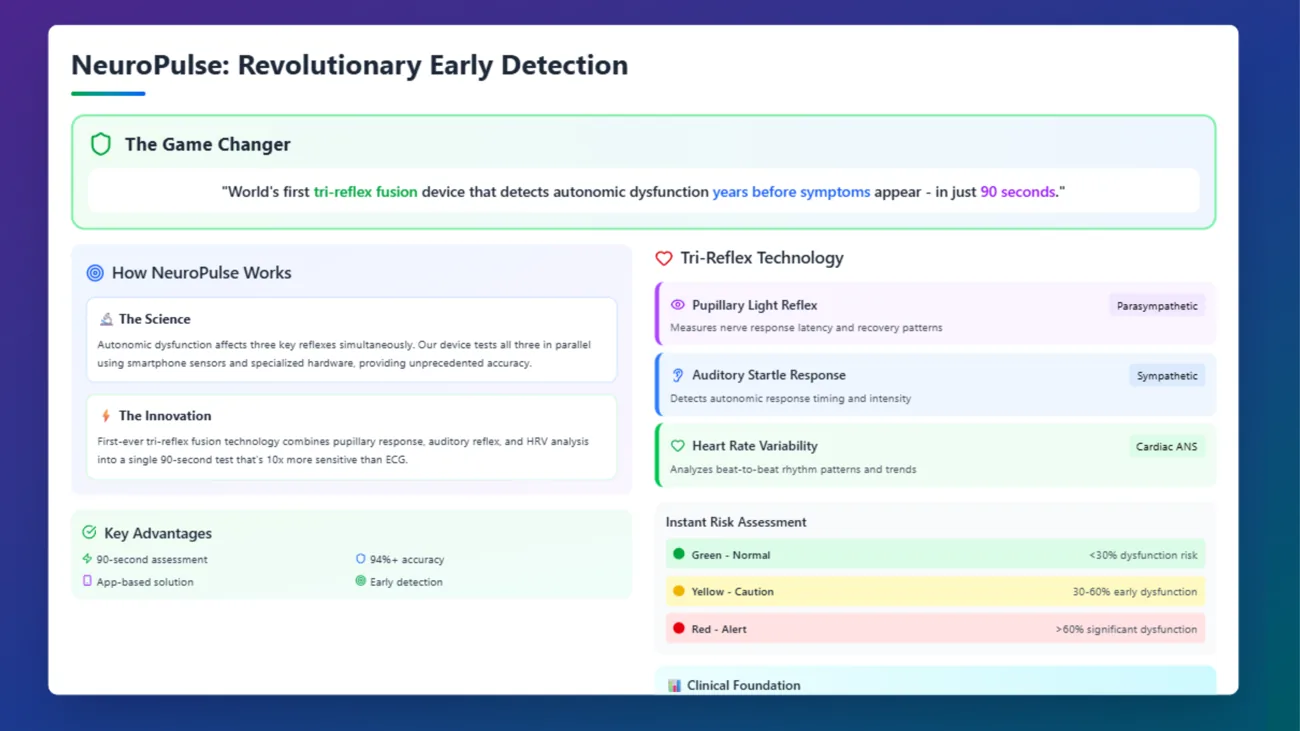 NeuroPulse: Revolutionary Early Detection
The Game Changer
"World's first tri-reflex fusion device that detects autonomic dysfunction years before symptoms appear - in just 90 seconds."
How NeuroPulse Works
The Science
Autonomic dysfunction affects three key reflexes simultaneously. Our device tests all three in parallel
using smartphone sensors and specialized hardware, providing unprecedented accuracy.
The Innovation
First-ever tri-reflex fusion technology combines pupillary response, auditory reflex, and HRV analysis
into a single 90-second test that's 10x more sensitive than ECG.
Key Advantages
90-second assessment
94%+ accuracy
App-based solution
Early detection
Tri-Reflex Technology
Pupillary Light Reflex
Parasympathetic
Measures nerve response latency and recovery patterns
Auditory Startle Response
Sympathetic
Detects autonomic response timing and intensity
Heart Rate Variability
Cardiac ANS
Analyzes beat-to-beat rhythm patterns and trends
Instant Risk Assessment
Green - Normal
<30% dysfunction risk
Yellow - Caution
30-60% early dysfunction
Red - Alert
>60% significant dysfunction
Clinical Foundation